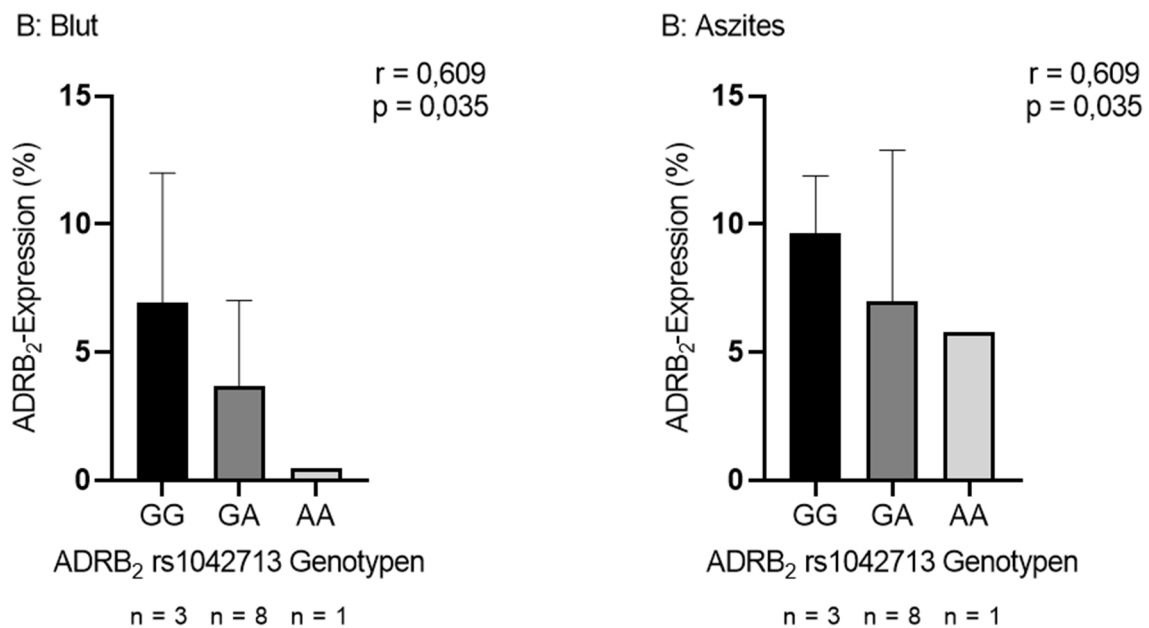 B: Blut
r = 0,609
p = 0,035
ADRB2-Expression (%)
15
10
5
0
GG GA AA
ADRB2 rs1042713 Genotypen
n = 3 n = 8 n = 1
B: Aszites
r = 0,609
p = 0,035
ADRB2-Expression (%)
15
10
5
0
GG GA AA
ADRB2 rs1042713 Genotypen
n = 3 n = 8 n = 1